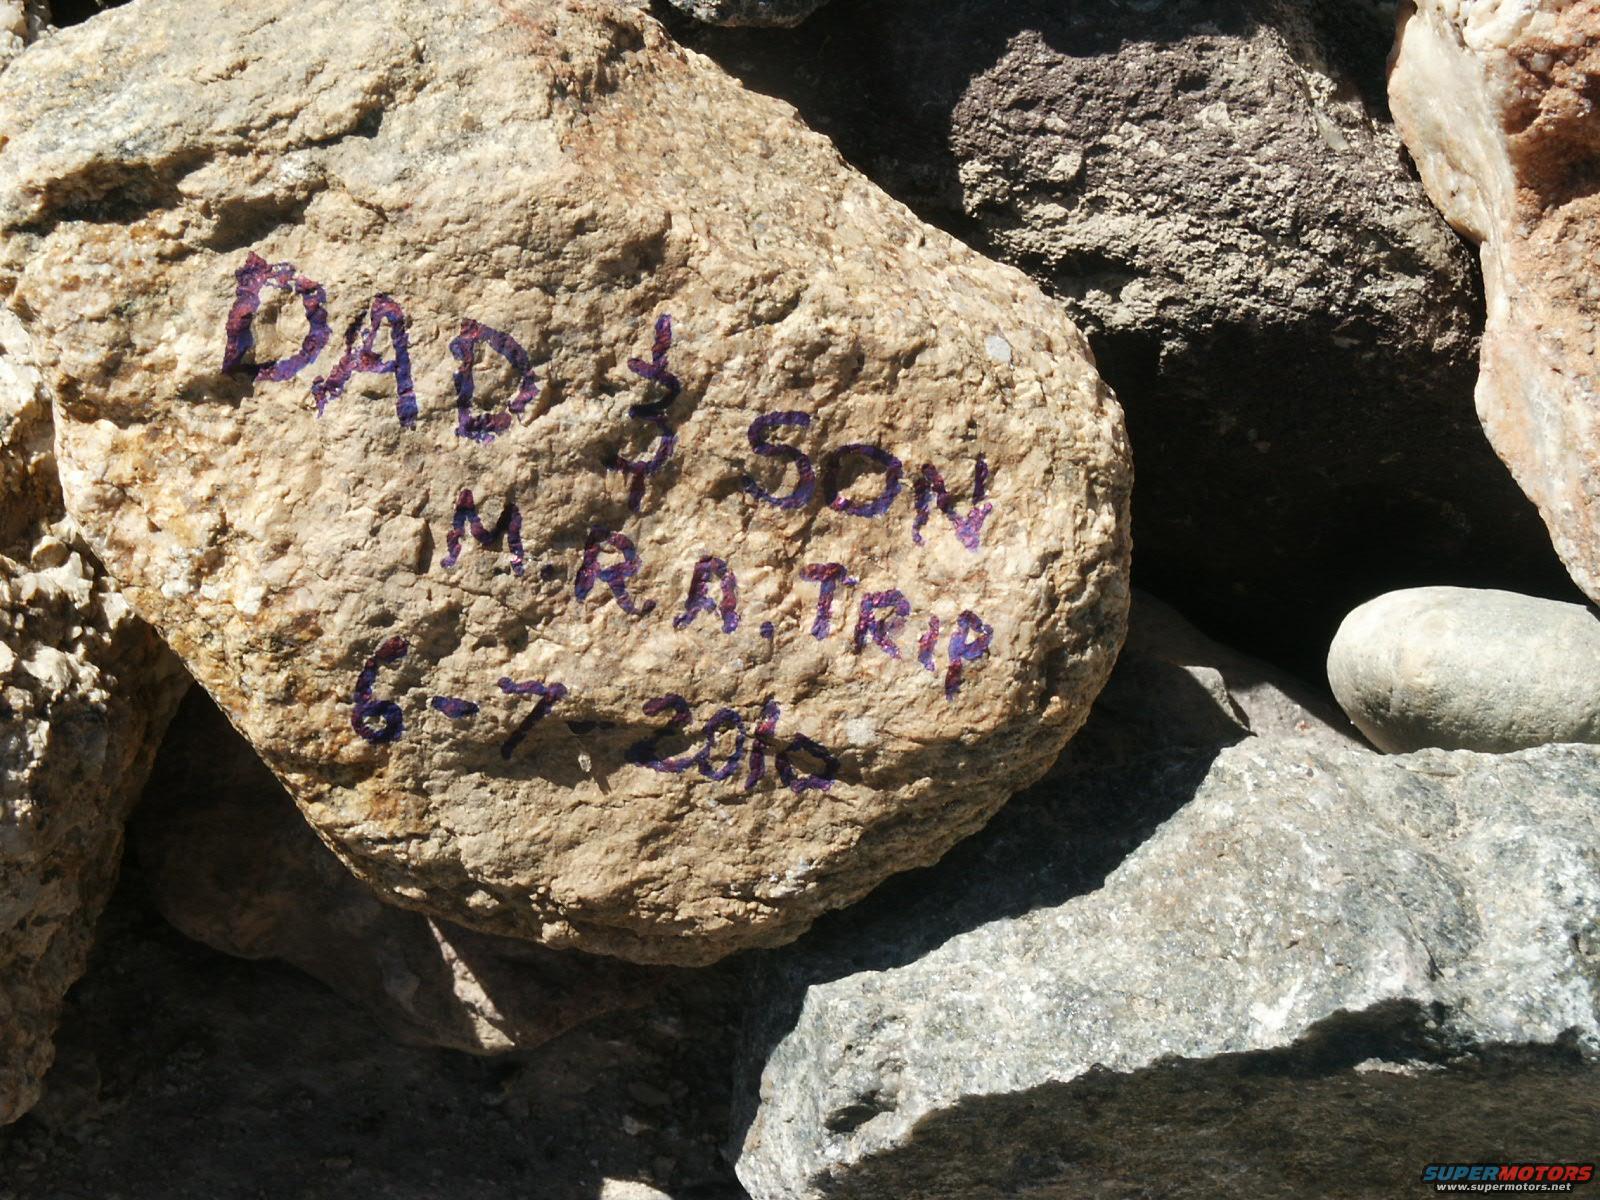 DAD & SON
M.R.A. TRIP
6-7-2010
SUPERMOTORS
www.supermotors.net